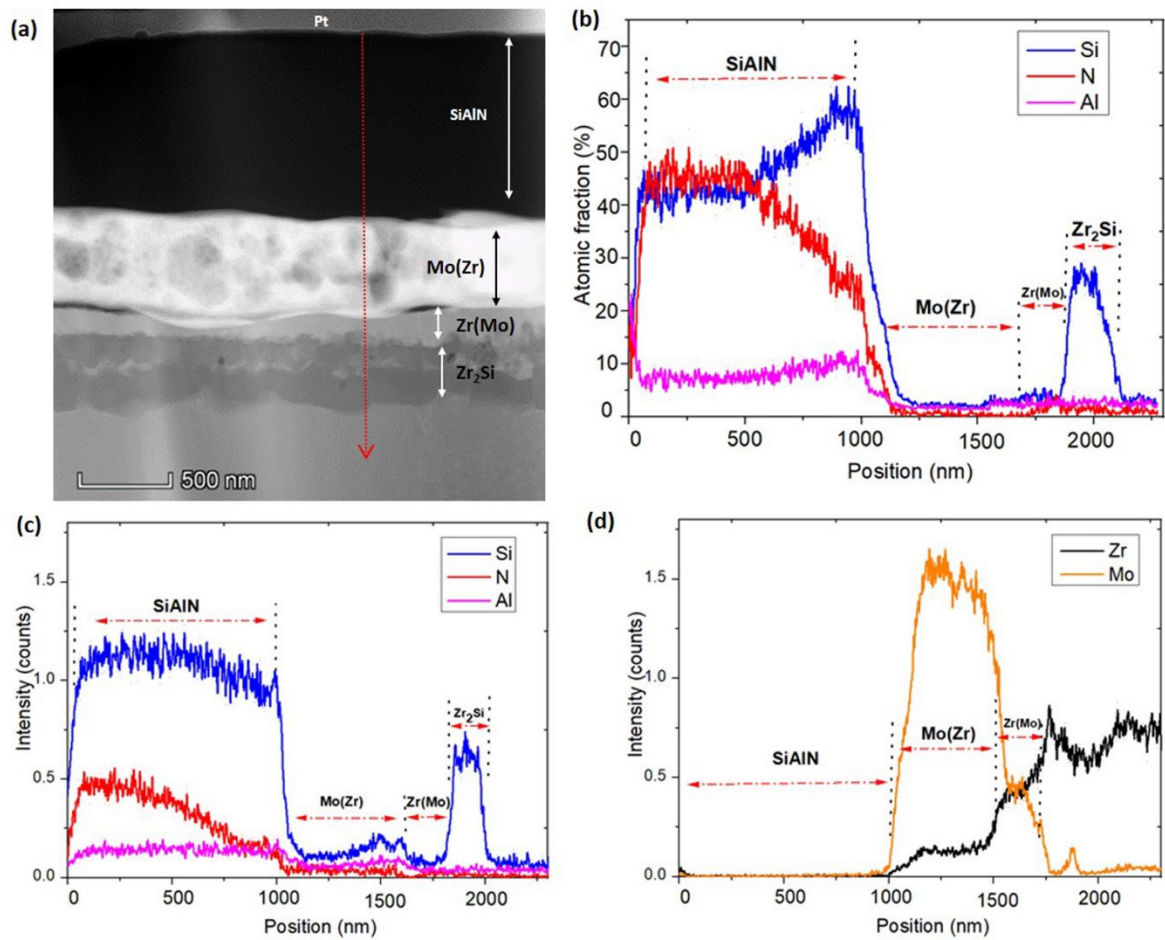 (a)
Pt
SiAlN
Mo(Zr)
Zr(Mo)
Zr₂Si
500 nm
(b)
Si
N
Al
SiAlN
Mo(Zr)
Zr(Mo)
Zr₂Si
Atomic fraction (%)
70
60
50
40
30
20
10
0
0 500 1000 1500 2000
Position (nm)
(c)
Si
N
Al
SiAlN
Mo(Zr)
Zr(Mo)
Zr₂Si
Intensity (counts)
1.5
1.0
0.5
0.0
0 500 1000 1500 2000
Position (nm)
(d)
Zr
Mo
SiAlN
Mo(Zr)
Zr(Mo)
Intensity (counts)
1.5
1.0
0.5
0.0
0 500 1000 1500 2000
Position (nm)